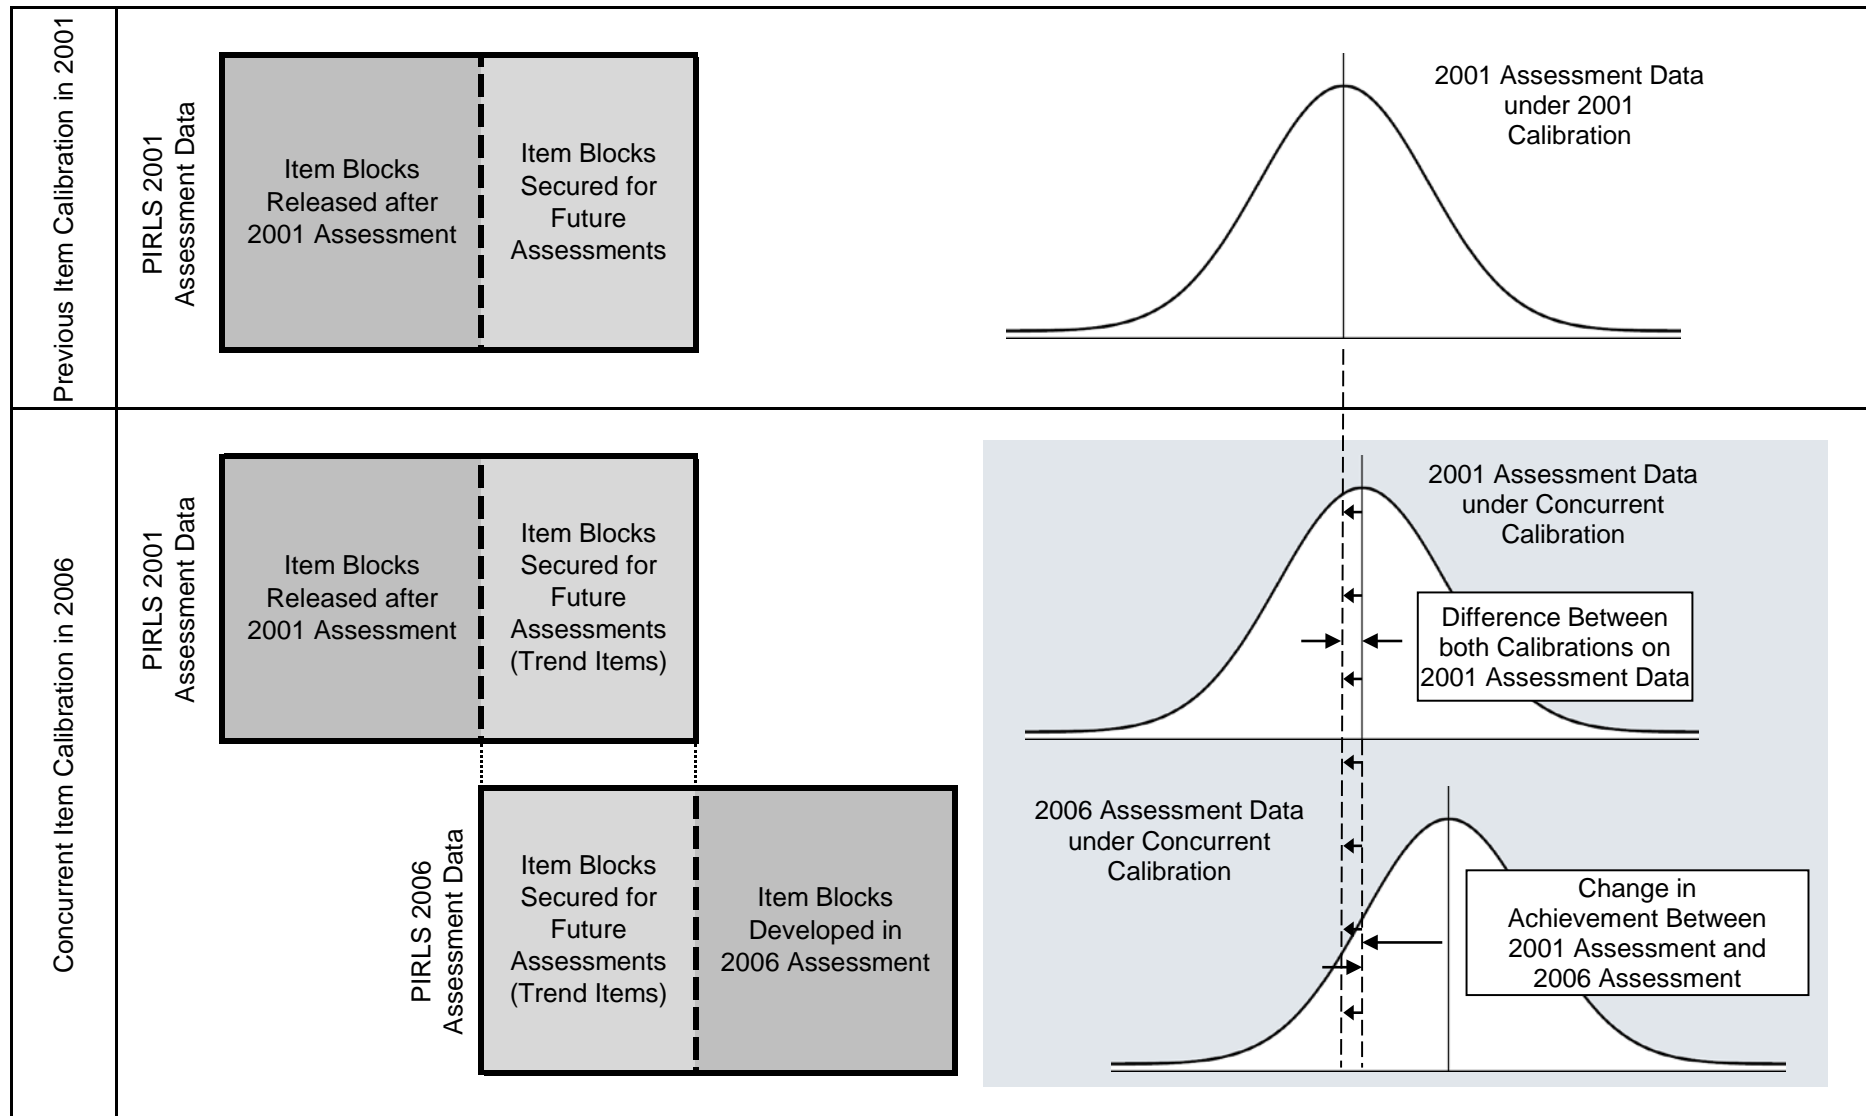 Previous Item Calibration in 2001
PIRLS 2001
Assessment Data
Item Blocks
Released after
2001 Assessment
Item Blocks
Secured for
Future
Assessments
2001 Assessment Data
under 2001
Calibration
Concurrent Item Calibration in 2006
PIRLS 2001
Assessment Data
Item Blocks
Released after
2001 Assessment
Item Blocks
Secured for
Future
Assessments
(Trend Items)
2001 Assessment Data
under Concurrent
Calibration
Difference Between
both Calibrations on
2001 Assessment Data
PIRLS 2006
Assessment Data
Item Blocks
Secured for
Future
Assessments
(Trend Items)
Item Blocks
Developed in
2006 Assessment
2006 Assessment Data
under Concurrent
Calibration
Change in
Achievement Between
2001 Assessment and
2006 Assessment